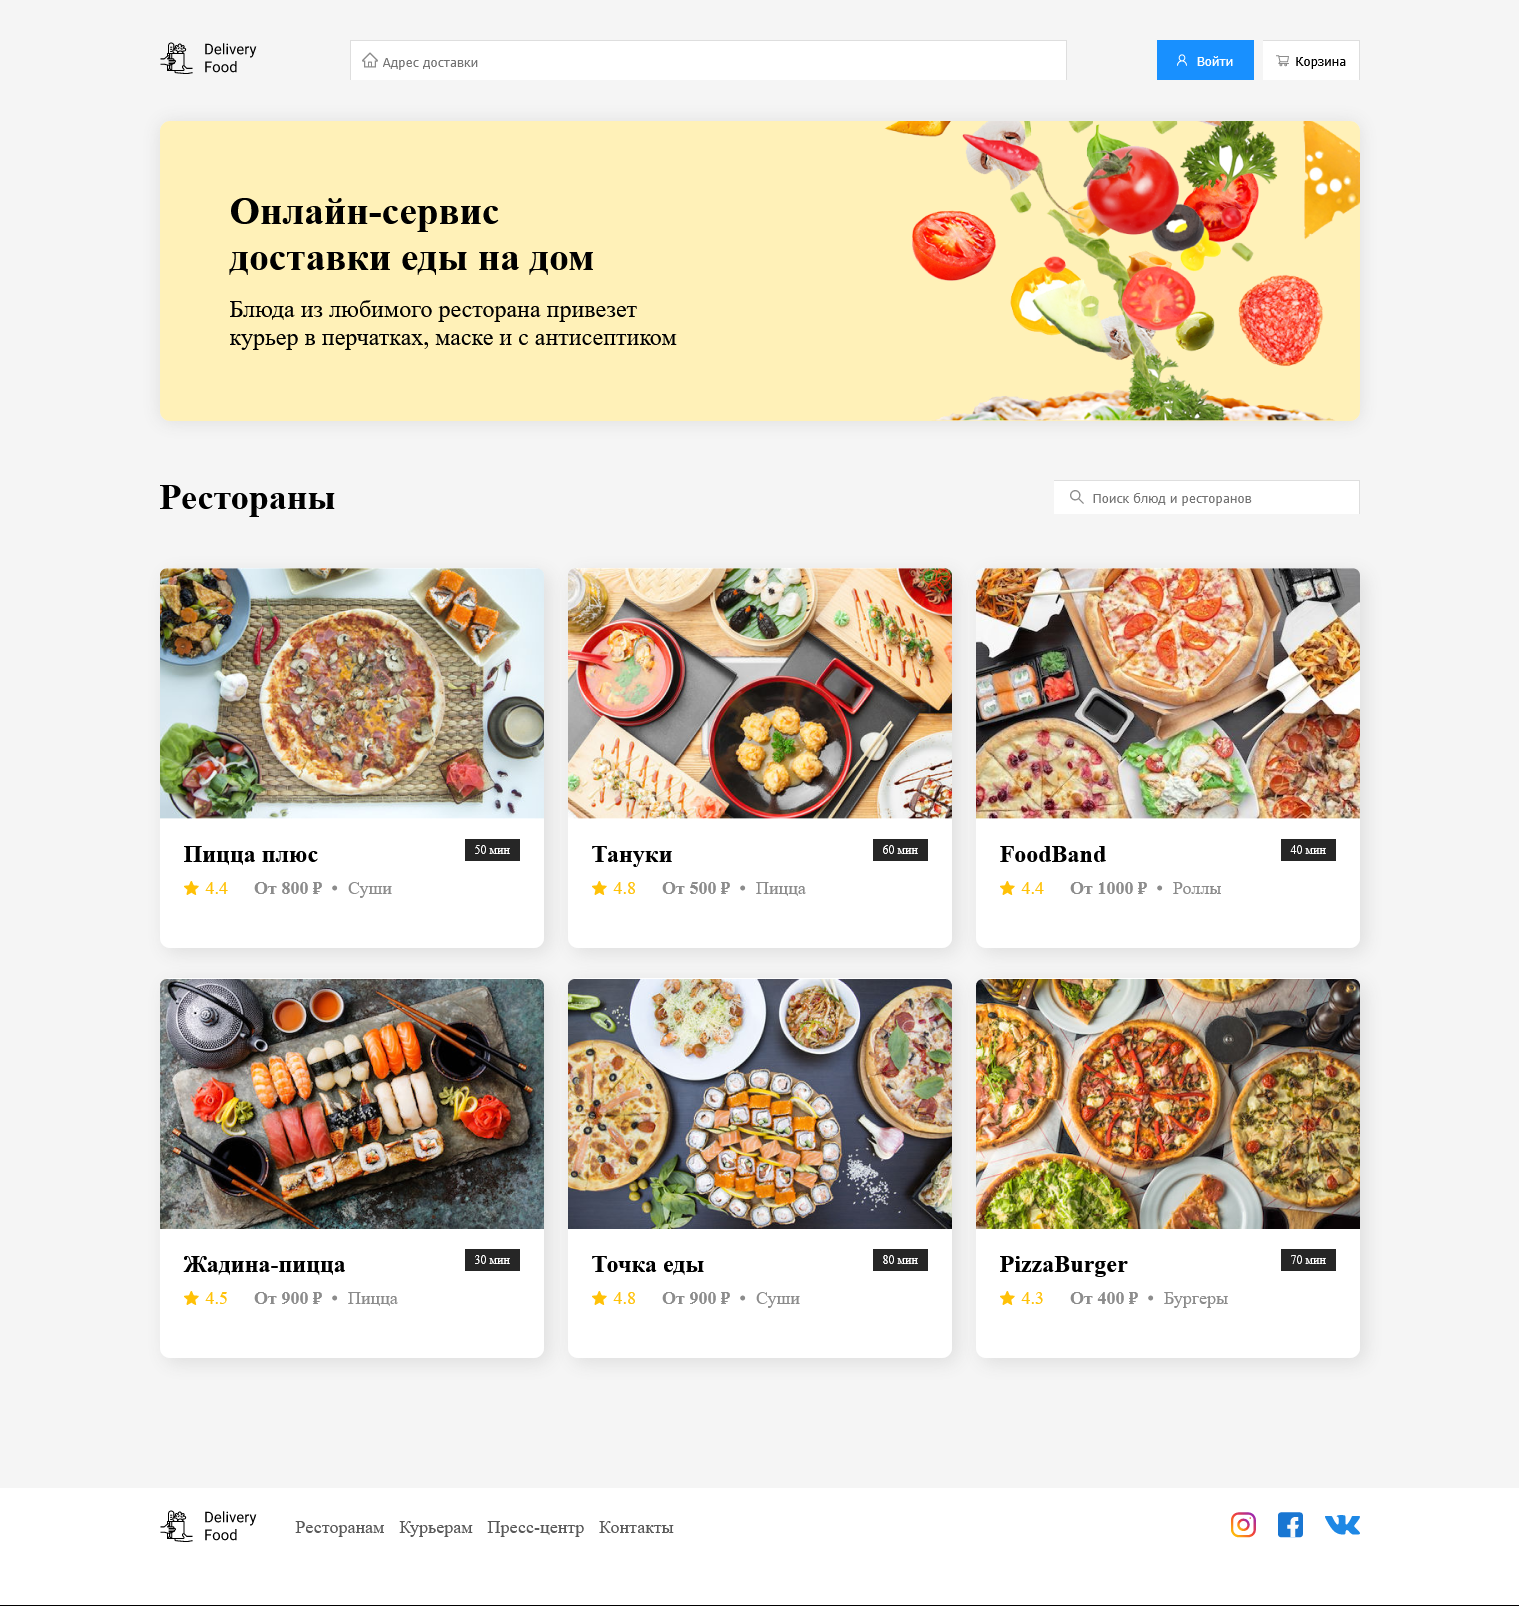 Delivery
Food
Адрес доставки
Войти
Корзина
Онлайн-сервис
доставки еды на дом
Блюда из любимого ресторана привезет
курьер в перчатках, маске и с антисептиком
Рестораны
Поиск блюд и ресторанов
Пицца плюс
50 мин
4.4 От 800 ₽ • Суши
Тануки
60 мин
4.8 От 500 ₽ • Пицца
FoodBand
40 мин
4.4 От 1000 ₽ • Роллы
Жадина-пицца
30 мин
4.5 От 900 ₽ • Пицца
Точка еды
80 мин
4.8 От 900 ₽ • Суши
PizzaBurger
70 мин
4.3 От 400 ₽ • Бургеры
Delivery
Food
Ресторанам Курьерам Пресс-центр Контакты